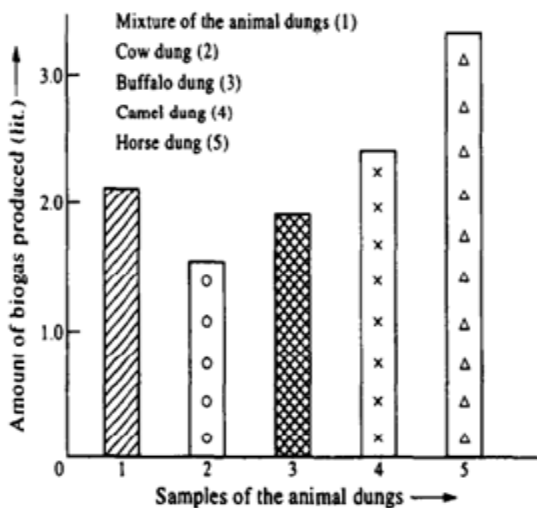 Mixture of the animal dungs (1)
Cow dung (2)
Buffalo dung (3)
Camel dung (4)
Horse dung (5)
Amount of biogas produced (lit.)
3.0
2.0
1.0
0
1 2 3 4 5
Samples of the animal dungs